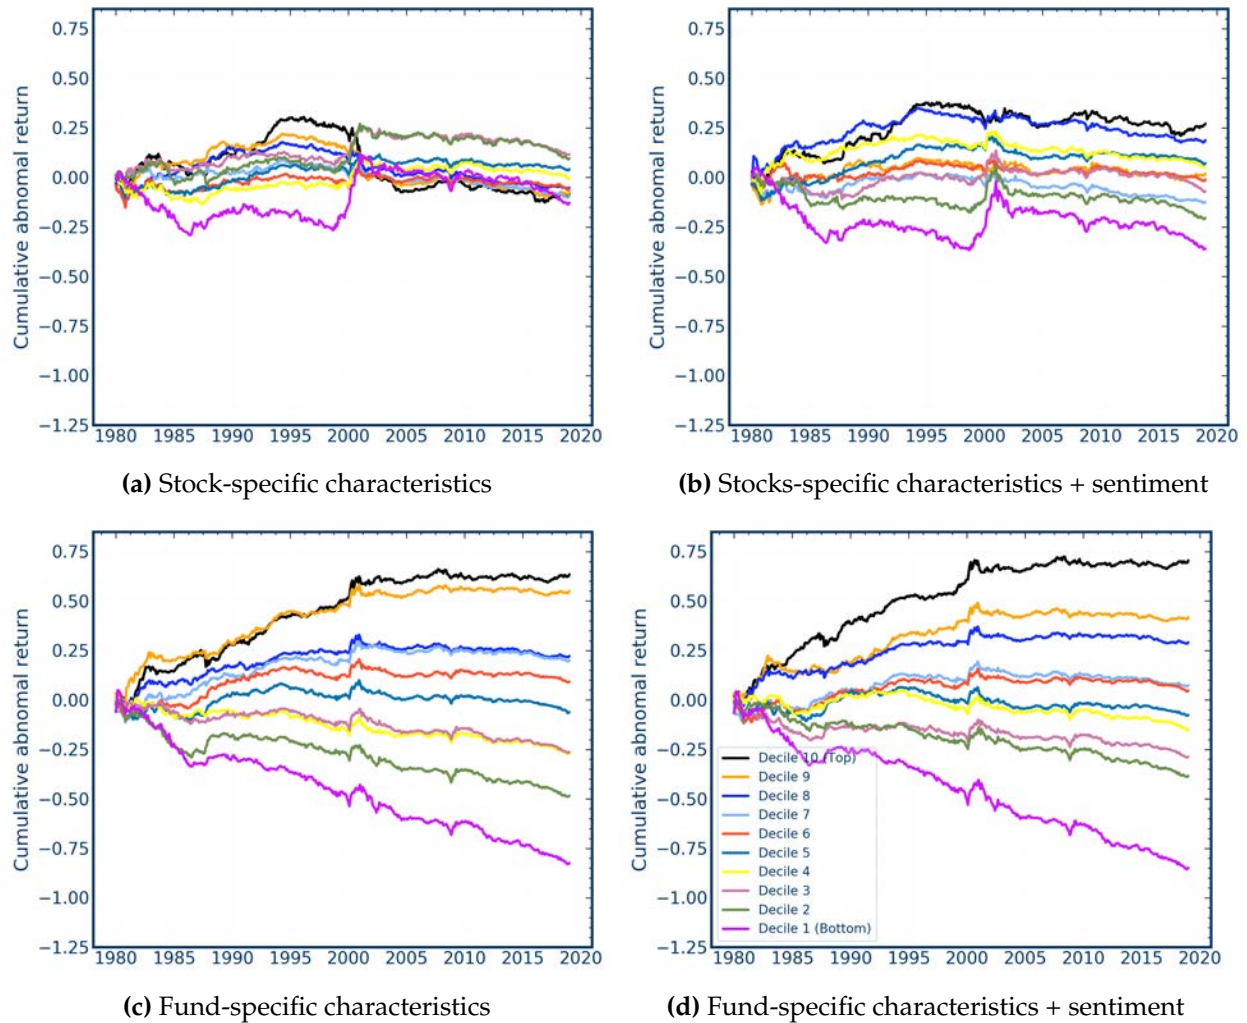 0.75
0.50
0.25
0.00
−0.25
−0.50
−0.75
−1.00
−1.25
Cumulative abnomal return
1980 1985 1990 1995 2000 2005 2010 2015 2020
(a) Stock-specific characteristics
0.75
0.50
0.25
0.00
−0.25
−0.50
−0.75
−1.00
−1.25
Cumulative abnomal return
1980 1985 1990 1995 2000 2005 2010 2015 2020
(b) Stocks-specific characteristics + sentiment
0.75
0.50
0.25
0.00
−0.25
−0.50
−0.75
−1.00
−1.25
Cumulative abnomal return
1980 1985 1990 1995 2000 2005 2010 2015 2020
(c) Fund-specific characteristics
0.75
0.50
0.25
0.00
−0.25
−0.50
−0.75
−1.00
−1.25
Cumulative abnomal return
Decile 10 (Top)
Decile 9
Decile 8
Decile 7
Decile 6
Decile 5
Decile 4
Decile 3
Decile 2
Decile 1 (Bottom)
1980 1985 1990 1995 2000 2005 2010 2015 2020
(d) Fund-specific characteristics + sentiment